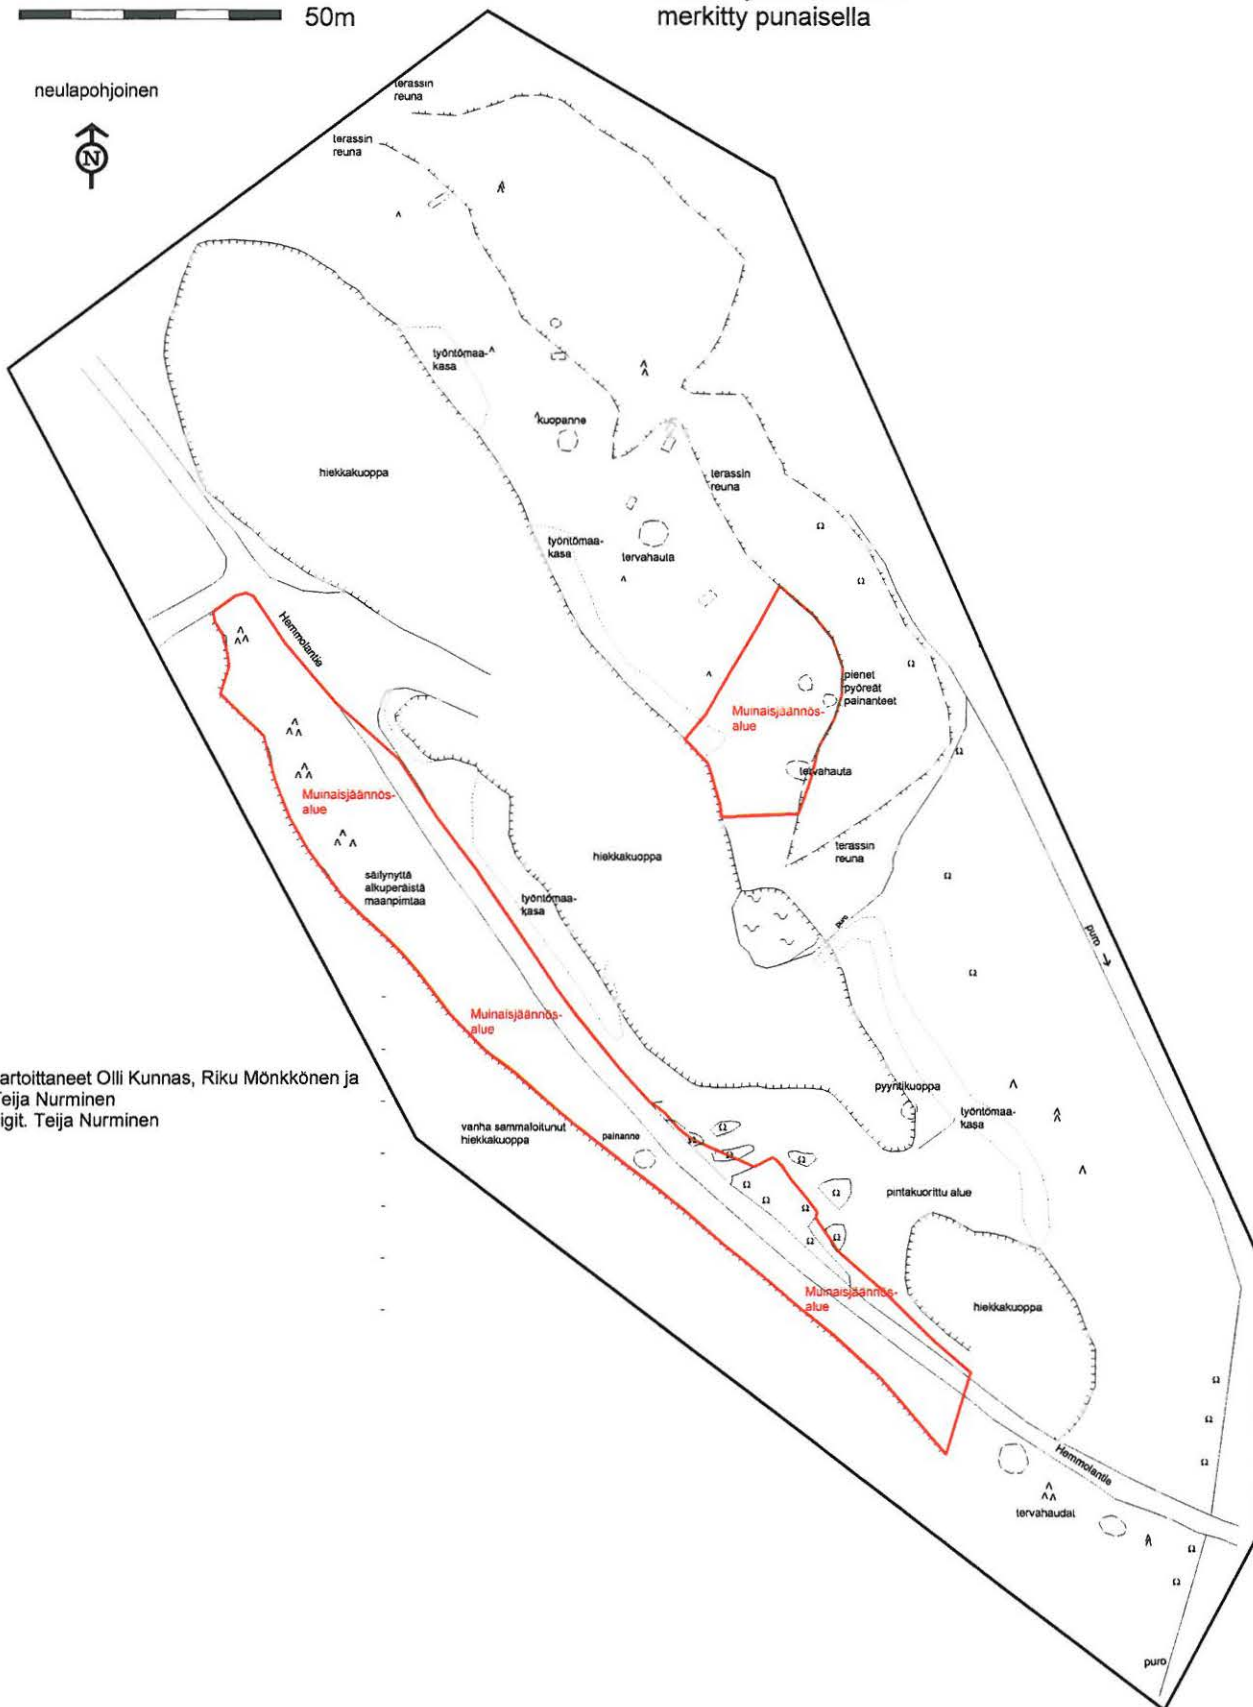 50m
merkitty punaisella
neulapohjoinen
N
terassin
reuna
terassin
reuna
työntömaa-
kasa
kuopanne
hiekkakuoppa
terassin
reuna
työntömaa-
kasa
tervahauta
Hemmolantie
pienet
pyöreät
painanteet
Muinaisjäännös-
alue
tervahauta
Muinaisjäännös-
alue
hiekkakuoppa
terassin
reuna
säilynyttä
alkuperäistä
maanpintaa
työntömaa-
kasa
puro
puro
Muinaisjäännös-
alue
artoittaneet Olli Kunnas, Riku Mönkkönen ja
eija Nurminen
igit. Teija Nurminen
pyyntikuoppa
työntömaa-
kasa
vanha sammaloitunut
hiekkakuoppa
painanne
pintakuorittu alue
Muinaisjäännös-
alue
hiekkakuoppa
Hemmolantie
tervahaudat
puro